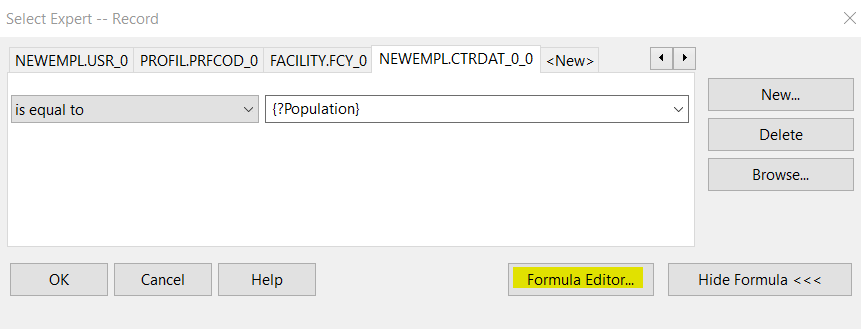 Select Expert -- Record
NEWEMPL.USR_0 PROFIL.PRFCOD_0 FACILITY.FCY_0 NEWEMPL.CTRDAT_0_0 <New>
New...
is equal to {?Population}
Delete
Browse...
OK Cancel Help Formula Editor... Hide Formula <<<